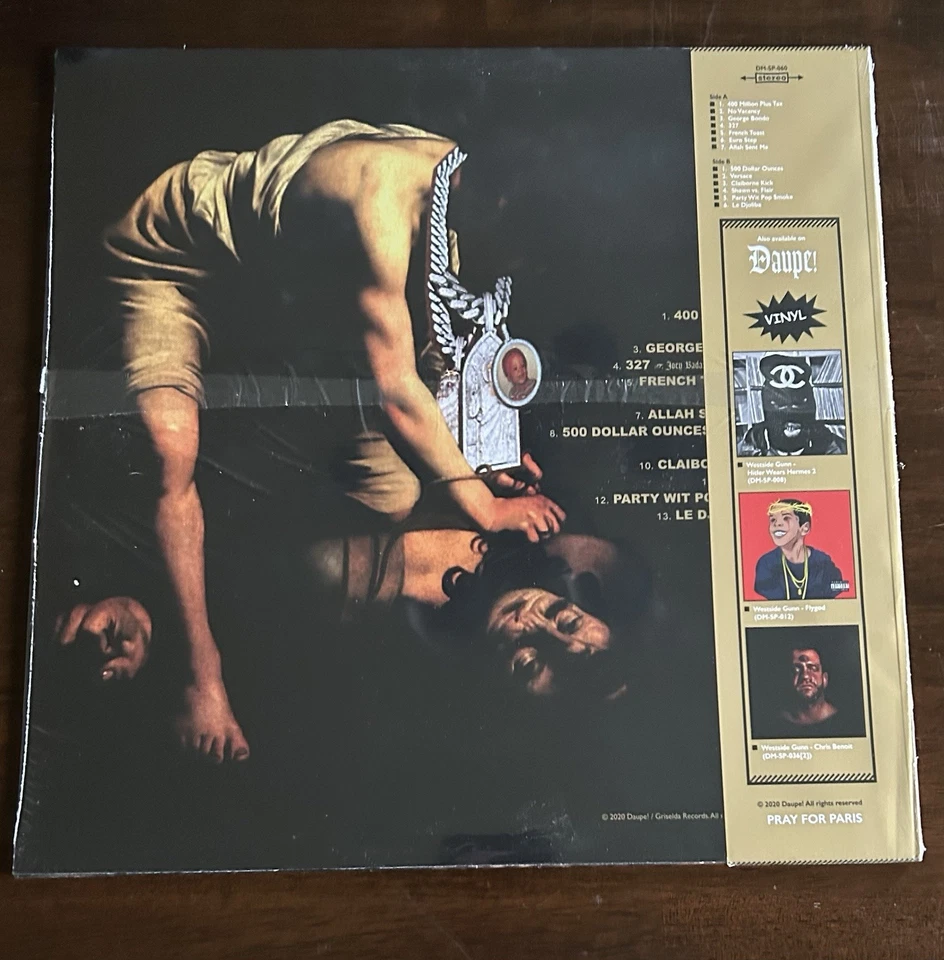 1. 400
3. GEORGE
4. 327 Joey Bada
5. FRENCH
7. ALLAH S
8. 500 DOLLAR OUNCES
10. CLAIBO
1
12. PARTY WIT PO
13. LE D
© 2020 Daupe! / Griselda Records. All
DM-SP-060
stereo
Side A
1. 400 Million Plus Tax
2. No Vacancy
3. George Bondo
4. 327
5. French Toast
6. Euro Step
7. Allah Sent Me
Side B
1. 500 Dollar Ounces
2. Versace
3. Claiborne Kick
4. Shawn vs. Flair
5. Party Wit Pop Smoke
6. Le Djoliba
Also available on
Daupe!
VINYL
Westside Gunn -
Hitler Wears Hermes 2
(DM-SP-008)
Westside Gunn - Flygod
(DM-SP-012)
Westside Gunn - Chris Benoit
(DM-SP-036[2])
© 2020 Daupe! All rights reserved
PRAY FOR PARIS